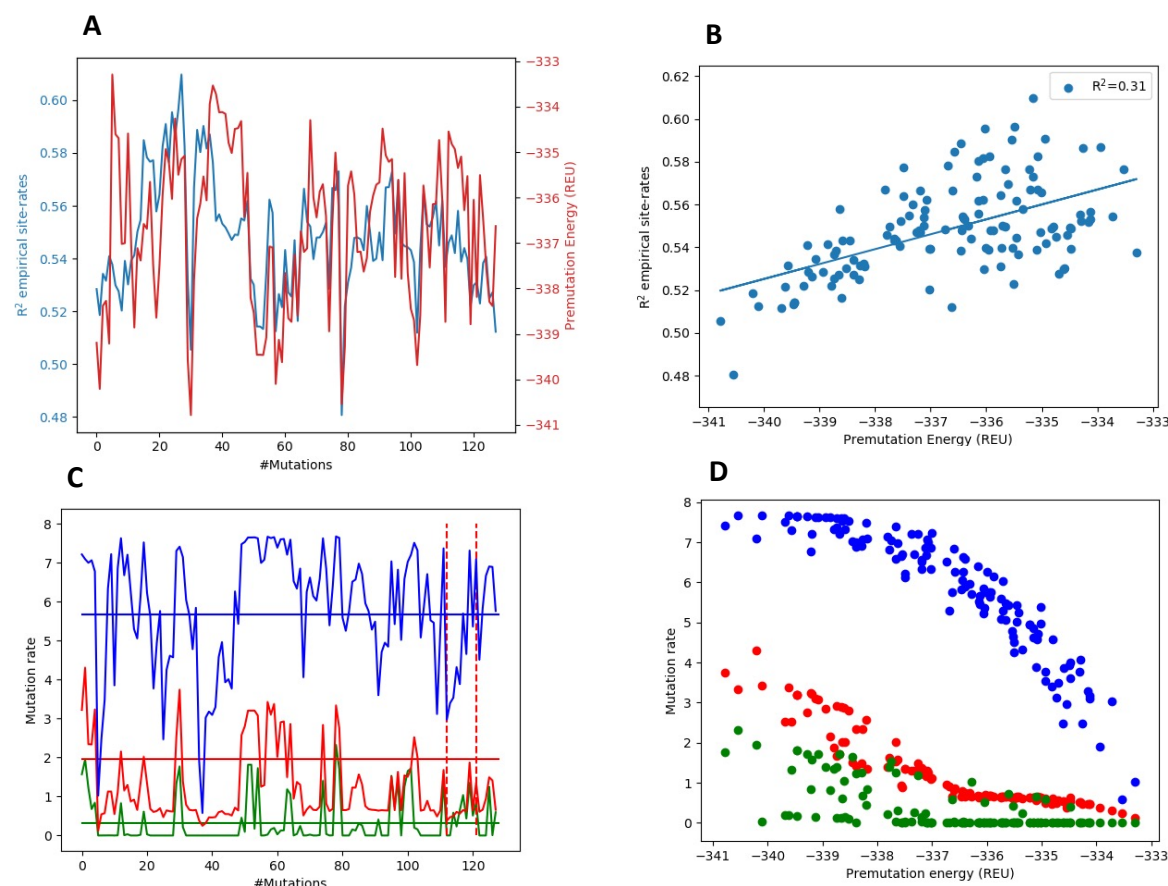 A
R² empirical site-rates
0.60
0.58
0.56
0.54
0.52
0.50
0.48
−333
−334
−335
−336
−337
−338
−339
−340
−341
Premutation Energy (REU)
0 20 40 60 80 100 120
#Mutations
B
R² empirical site-rates
0.62
0.60
0.58
0.56
0.54
0.52
0.50
0.48
R²=0.31
−341 −340 −339 −338 −337 −336 −335 −334 −333
Premutation Energy (REU)
C
Mutation rate
8
7
6
5
4
3
2
1
0
0 20 40 60 80 100 120
#Mutations
D
Mutation rate
8
7
6
5
4
3
2
1
0
−341 −340 −339 −338 −337 −336 −335 −334 −333
Premutation energy (REU)